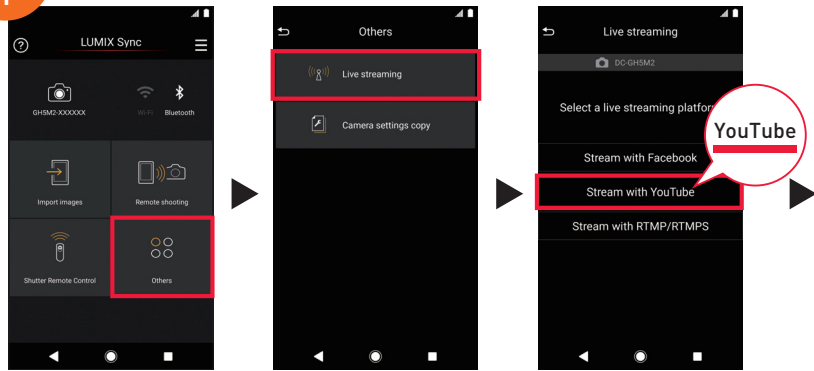 LUMIX Sync
GH5M2-XXXXXX
Wi-Fi
Bluetooth
Import images
Remote shooting
Shutter Remote Control
Others
Others
Live streaming
Camera settings copy
Live streaming
DC-GH5M2
Select a live streaming platfor
YouTube
Stream with Facebook
Stream with YouTube
Stream with RTMP/RTMPS